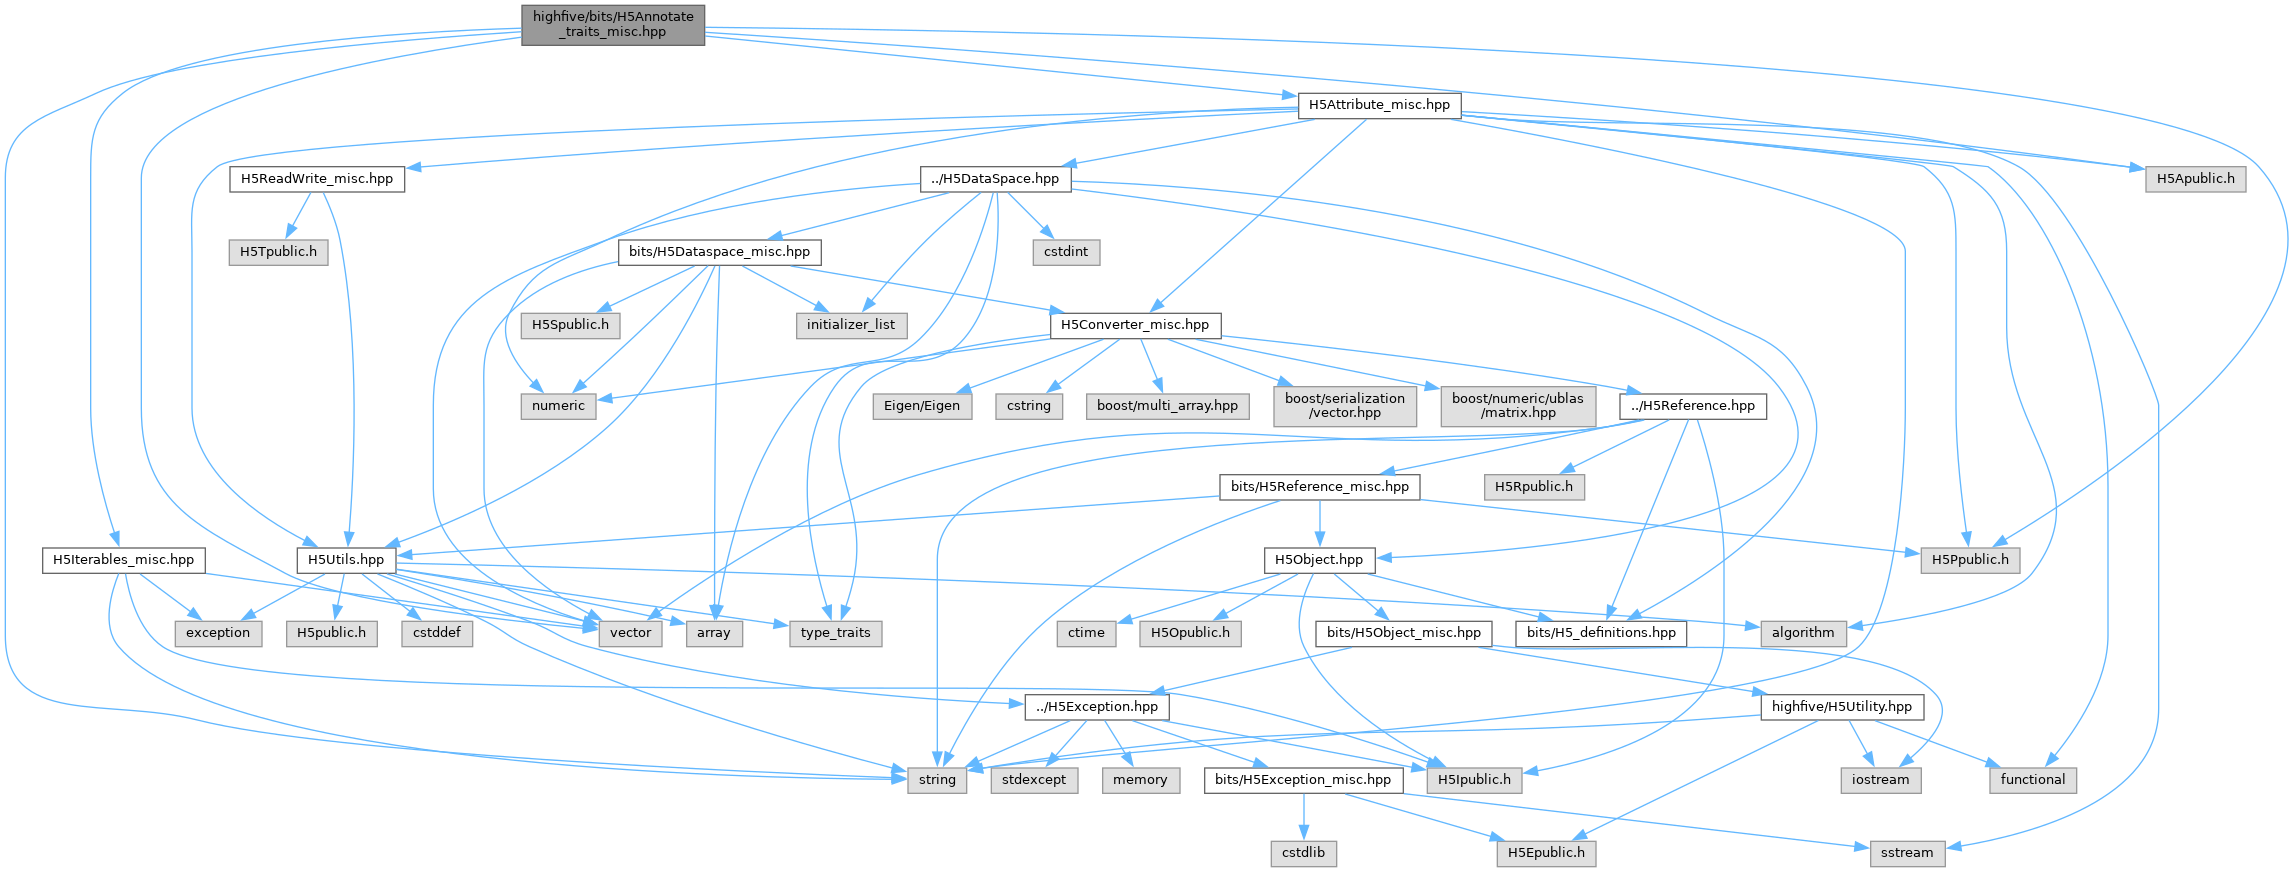 highfive/bits/H5Annotate
_traits_misc.hpp
H5Attribute_misc.hpp
H5ReadWrite_misc.hpp
../H5DataSpace.hpp
H5Apublic.h
H5Tpublic.h
bits/H5Dataspace_misc.hpp
cstdint
H5Spublic.h
initializer_list
H5Converter_misc.hpp
numeric
Eigen/Eigen
cstring
boost/multi_array.hpp
boost/serialization
/vector.hpp
boost/numeric/ublas
/matrix.hpp
../H5Reference.hpp
bits/H5Reference_misc.hpp
H5Rpublic.h
H5Iterables_misc.hpp
H5Utils.hpp
H5Object.hpp
H5Ppublic.h
exception
H5public.h
cstddef
vector
array
type_traits
ctime
H5Opublic.h
bits/H5Object_misc.hpp
bits/H5_definitions.hpp
algorithm
../H5Exception.hpp
highfive/H5Utility.hpp
string
stdexcept
memory
bits/H5Exception_misc.hpp
H5Ipublic.h
iostream
functional
cstdlib
H5Epublic.h
sstream